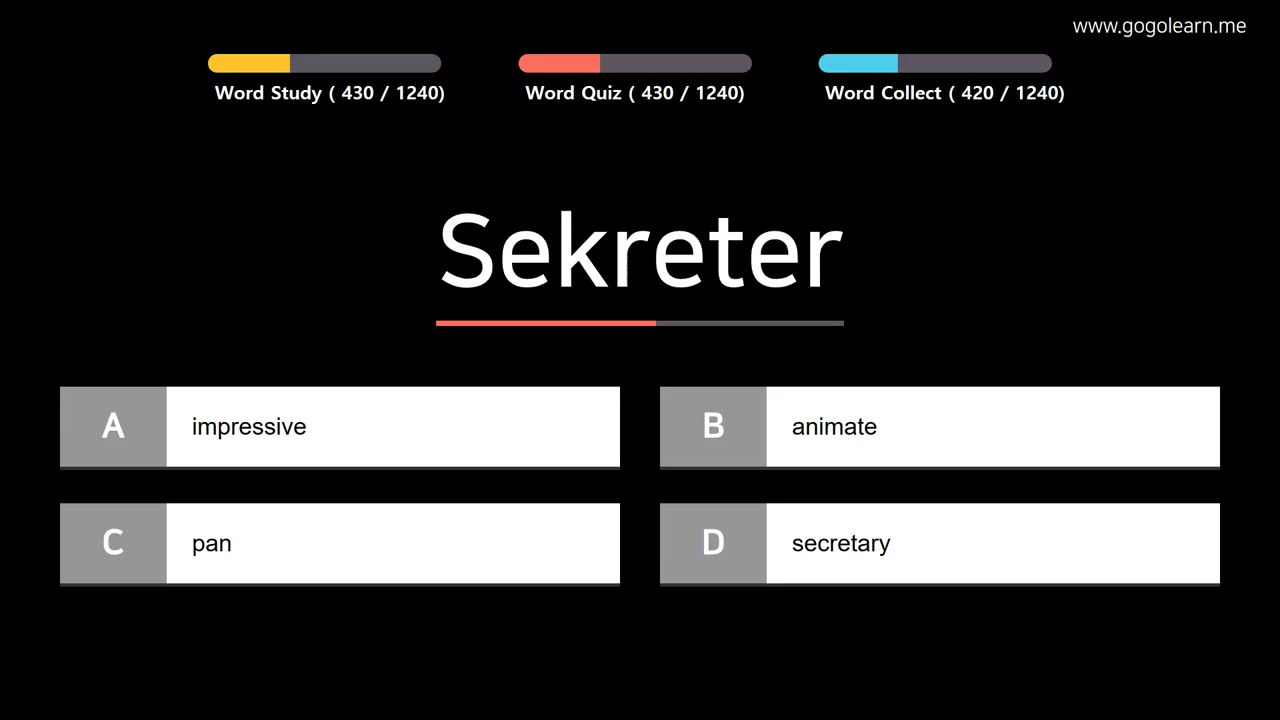 www.gogolearn.me
Word Study ( 430 / 1240)
Word Quiz ( 430 / 1240)
Word Collect ( 420 / 1240)
Sekreter
A
impressive
B
animate
C
pan
D
secretary